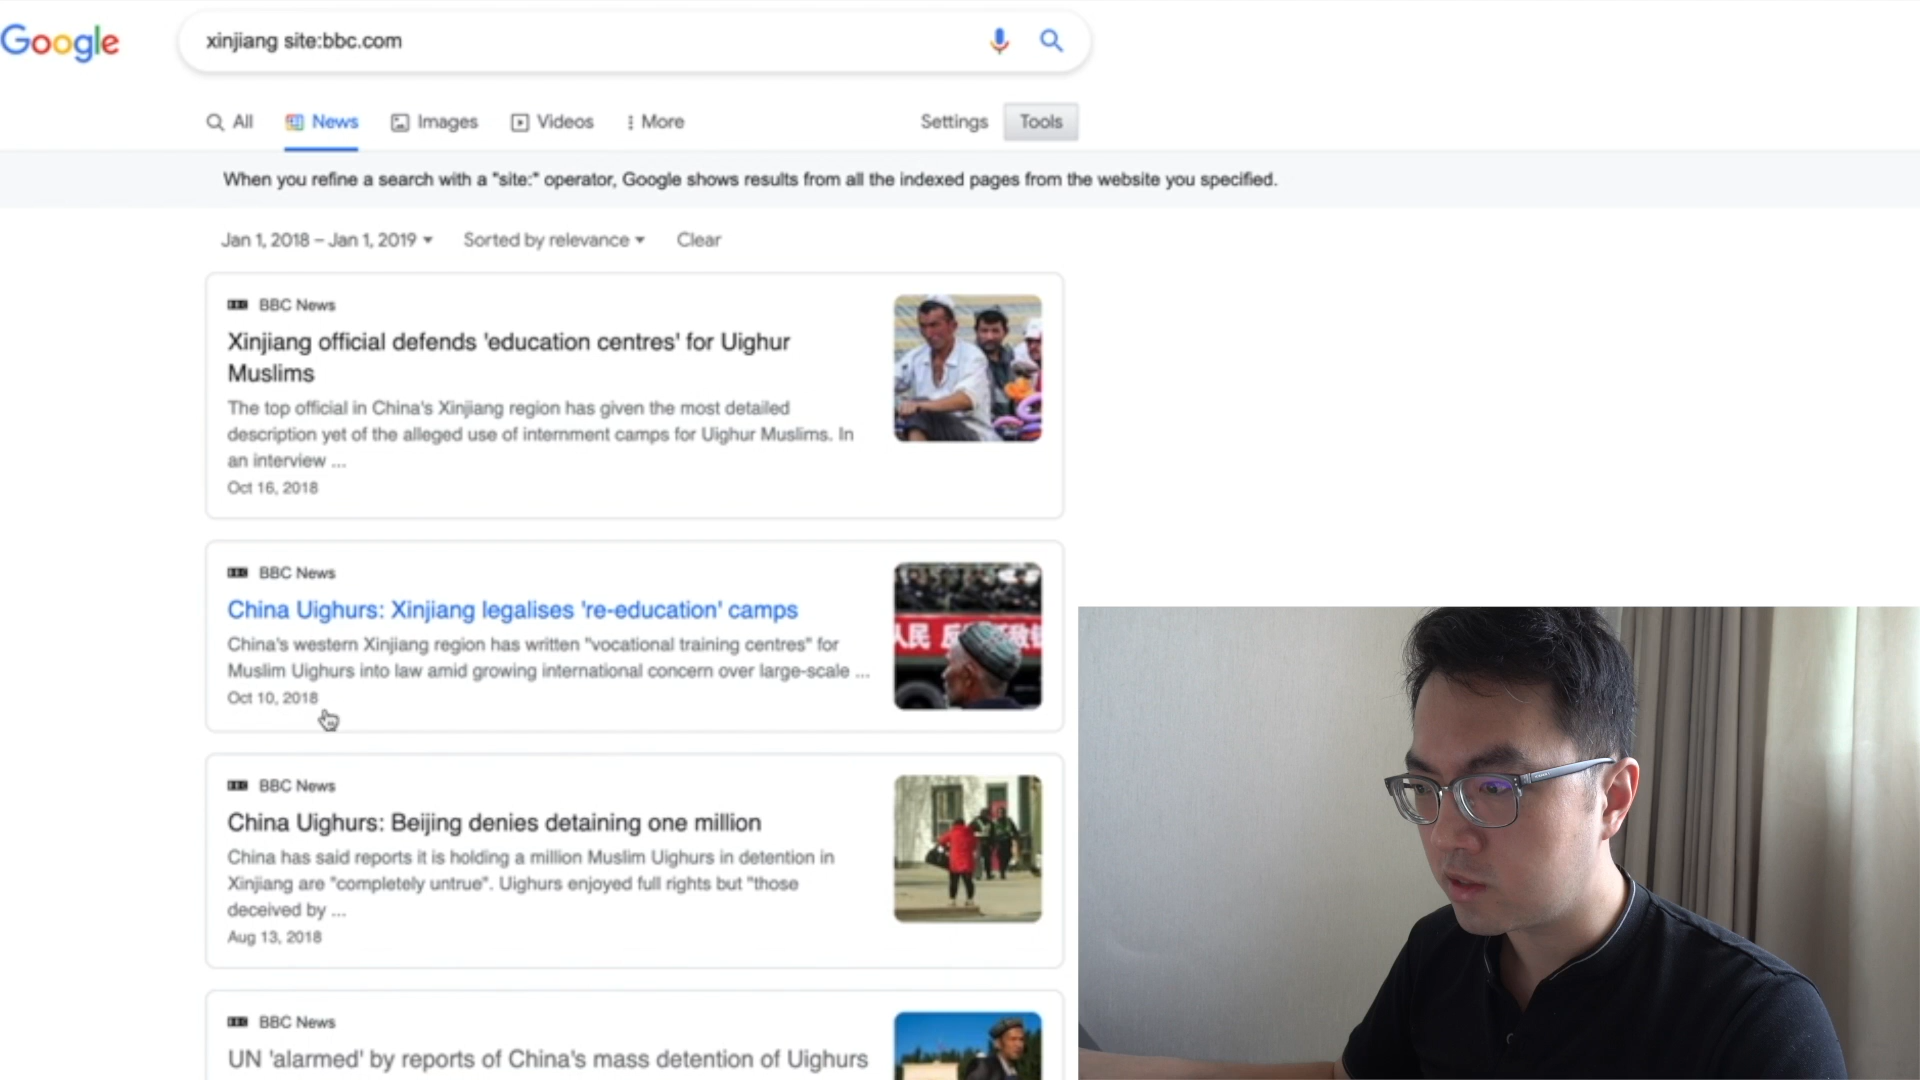 Google
xinjiang site:bbc.com
All
News
Images
Videos
More
Settings
Tools
When you refine a search with a "site:" operator, Google shows results from all the indexed pages from the website you specified.
Jan 1, 2018 – Jan 1, 2019
Sorted by relevance
Clear
BBC News
Xinjiang official defends 'education centres' for Uighur
Muslims
The top official in China's Xinjiang region has given the most detailed
description yet of the alleged use of internment camps for Uighur Muslims. In
an interview ...
Oct 16, 2018
BBC News
China Uighurs: Xinjiang legalises 're-education' camps
China's western Xinjiang region has written "vocational training centres" for
Muslim Uighurs into law amid growing international concern over large-scale ...
Oct 10, 2018
人民
BBC News
China Uighurs: Beijing denies detaining one million
China has said reports it is holding a million Muslim Uighurs in detention in
Xinjiang are "completely untrue". Uighurs enjoyed full rights but "those
deceived by ...
Aug 13, 2018
BBC News
UN 'alarmed' by reports of China's mass detention of Uighurs